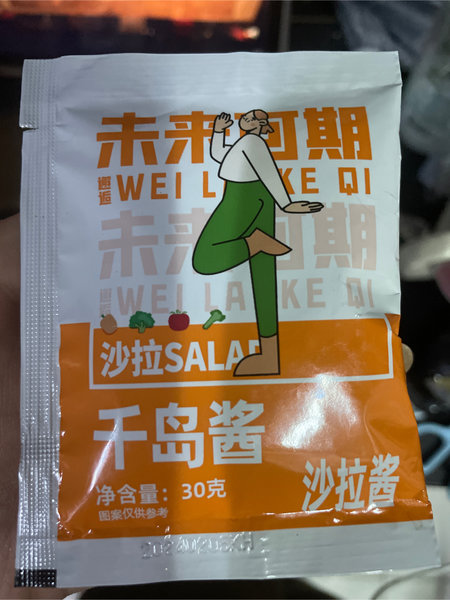 未来可期
邂逅 WEI LAI KE QI
未来可期
WEI LAI KE QI
沙拉SALAD
千岛酱
净含量：30克
图案仅供参考
沙拉酱